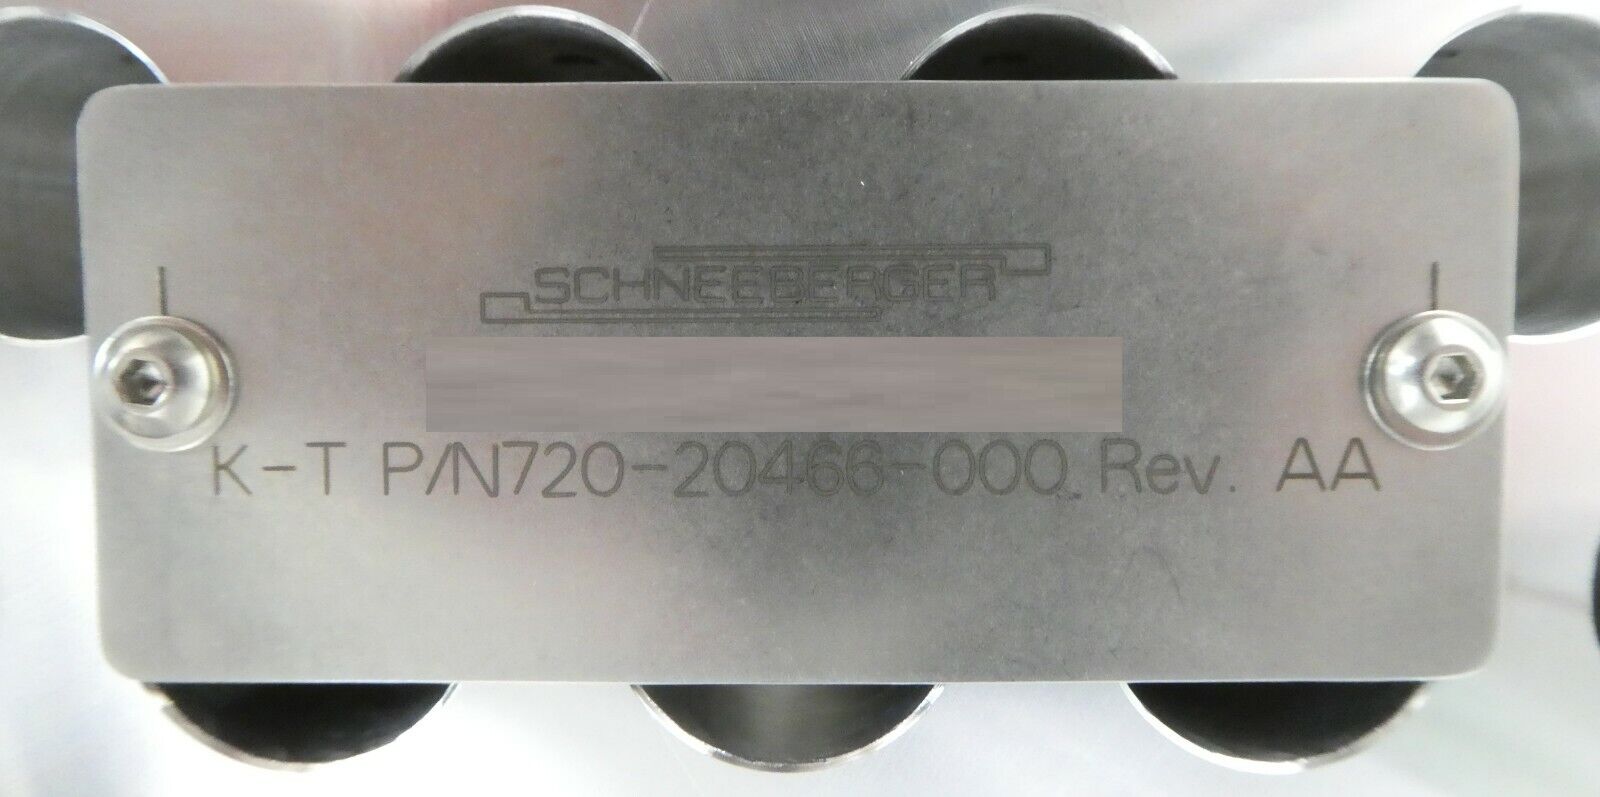 SCHNEEBERGER
K-T P/N720-20466-000 Rev. AA